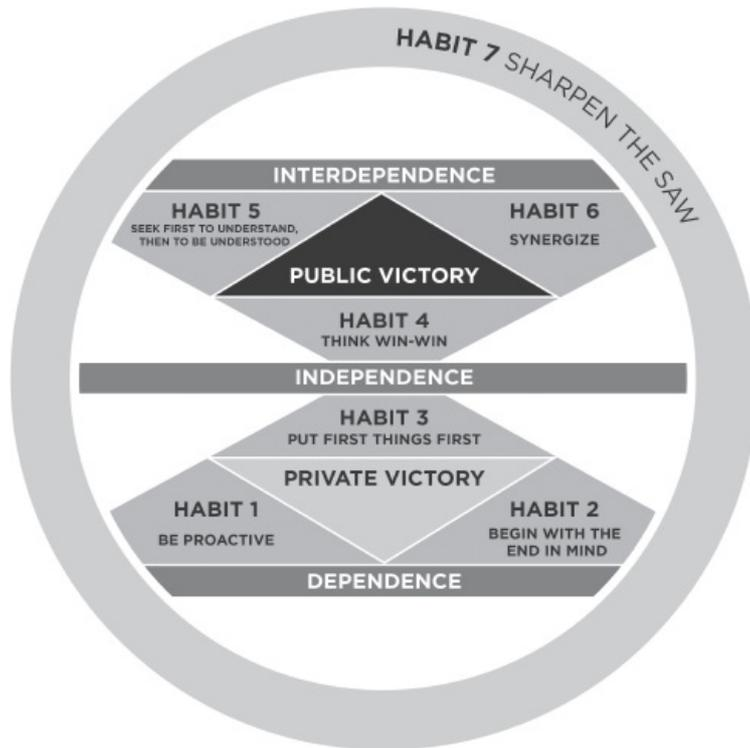 HABIT 7 SHARPEN THE SAW
INTERDEPENDENCE
HABIT 5
SEEK FIRST TO UNDERSTAND,
THEN TO BE UNDERSTOOD
HABIT 6
SYNERGIZE
PUBLIC VICTORY
HABIT 4
THINK WIN-WIN
INDEPENDENCE
HABIT 3
PUT FIRST THINGS FIRST
PRIVATE VICTORY
HABIT 1
BE PROACTIVE
HABIT 2
BEGIN WITH THE
END IN MIND
DEPENDENCE